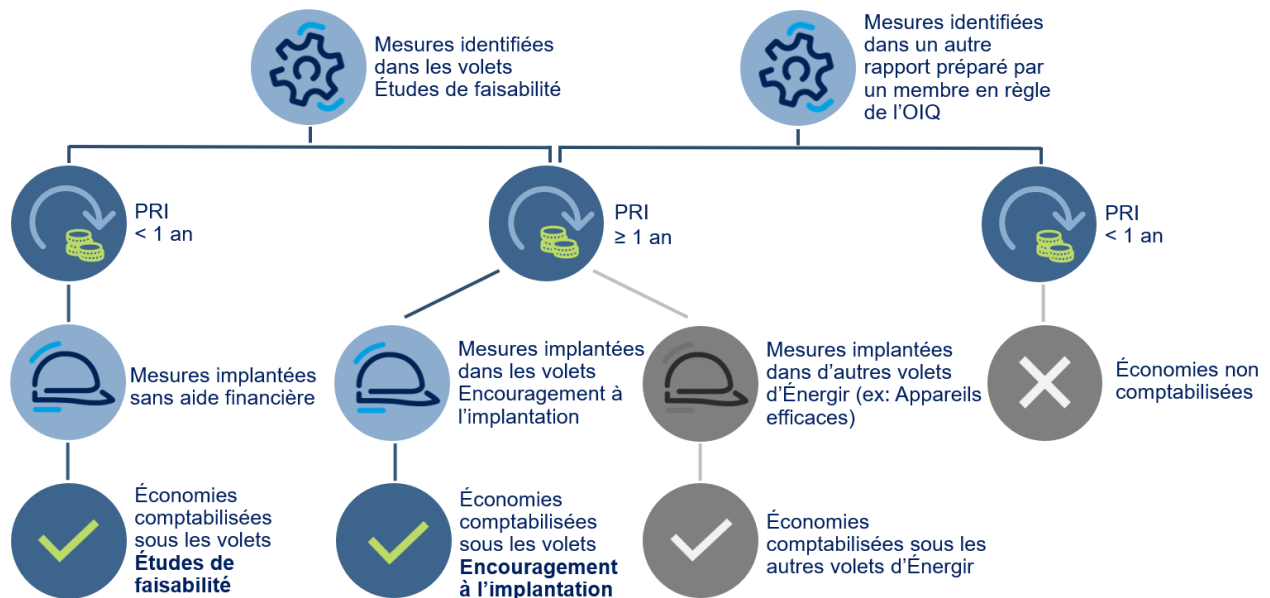 Mesures identifiées
dans les volets
Études de faisabilité
Mesures identifiées
dans un autre
rapport préparé par
un membre en règle
de l'OIQ
PRI
< 1 an
PRI
≥ 1 an
PRI
< 1 an
Mesures implantées
sans aide financière
Mesures implantées
dans les volets
Encouragement à
l'implantation
Mesures implantées
dans d'autres volets
d'Énergir (ex: Appareils
efficaces)
Économies non
comptabilisées
Économies
comptabilisées
sous les volets
Études de
faisabilité
Économies
comptabilisées
sous les volets
Encouragement
à l'implantation
Économies
comptabilisées sous les
autres volets d'Énergir